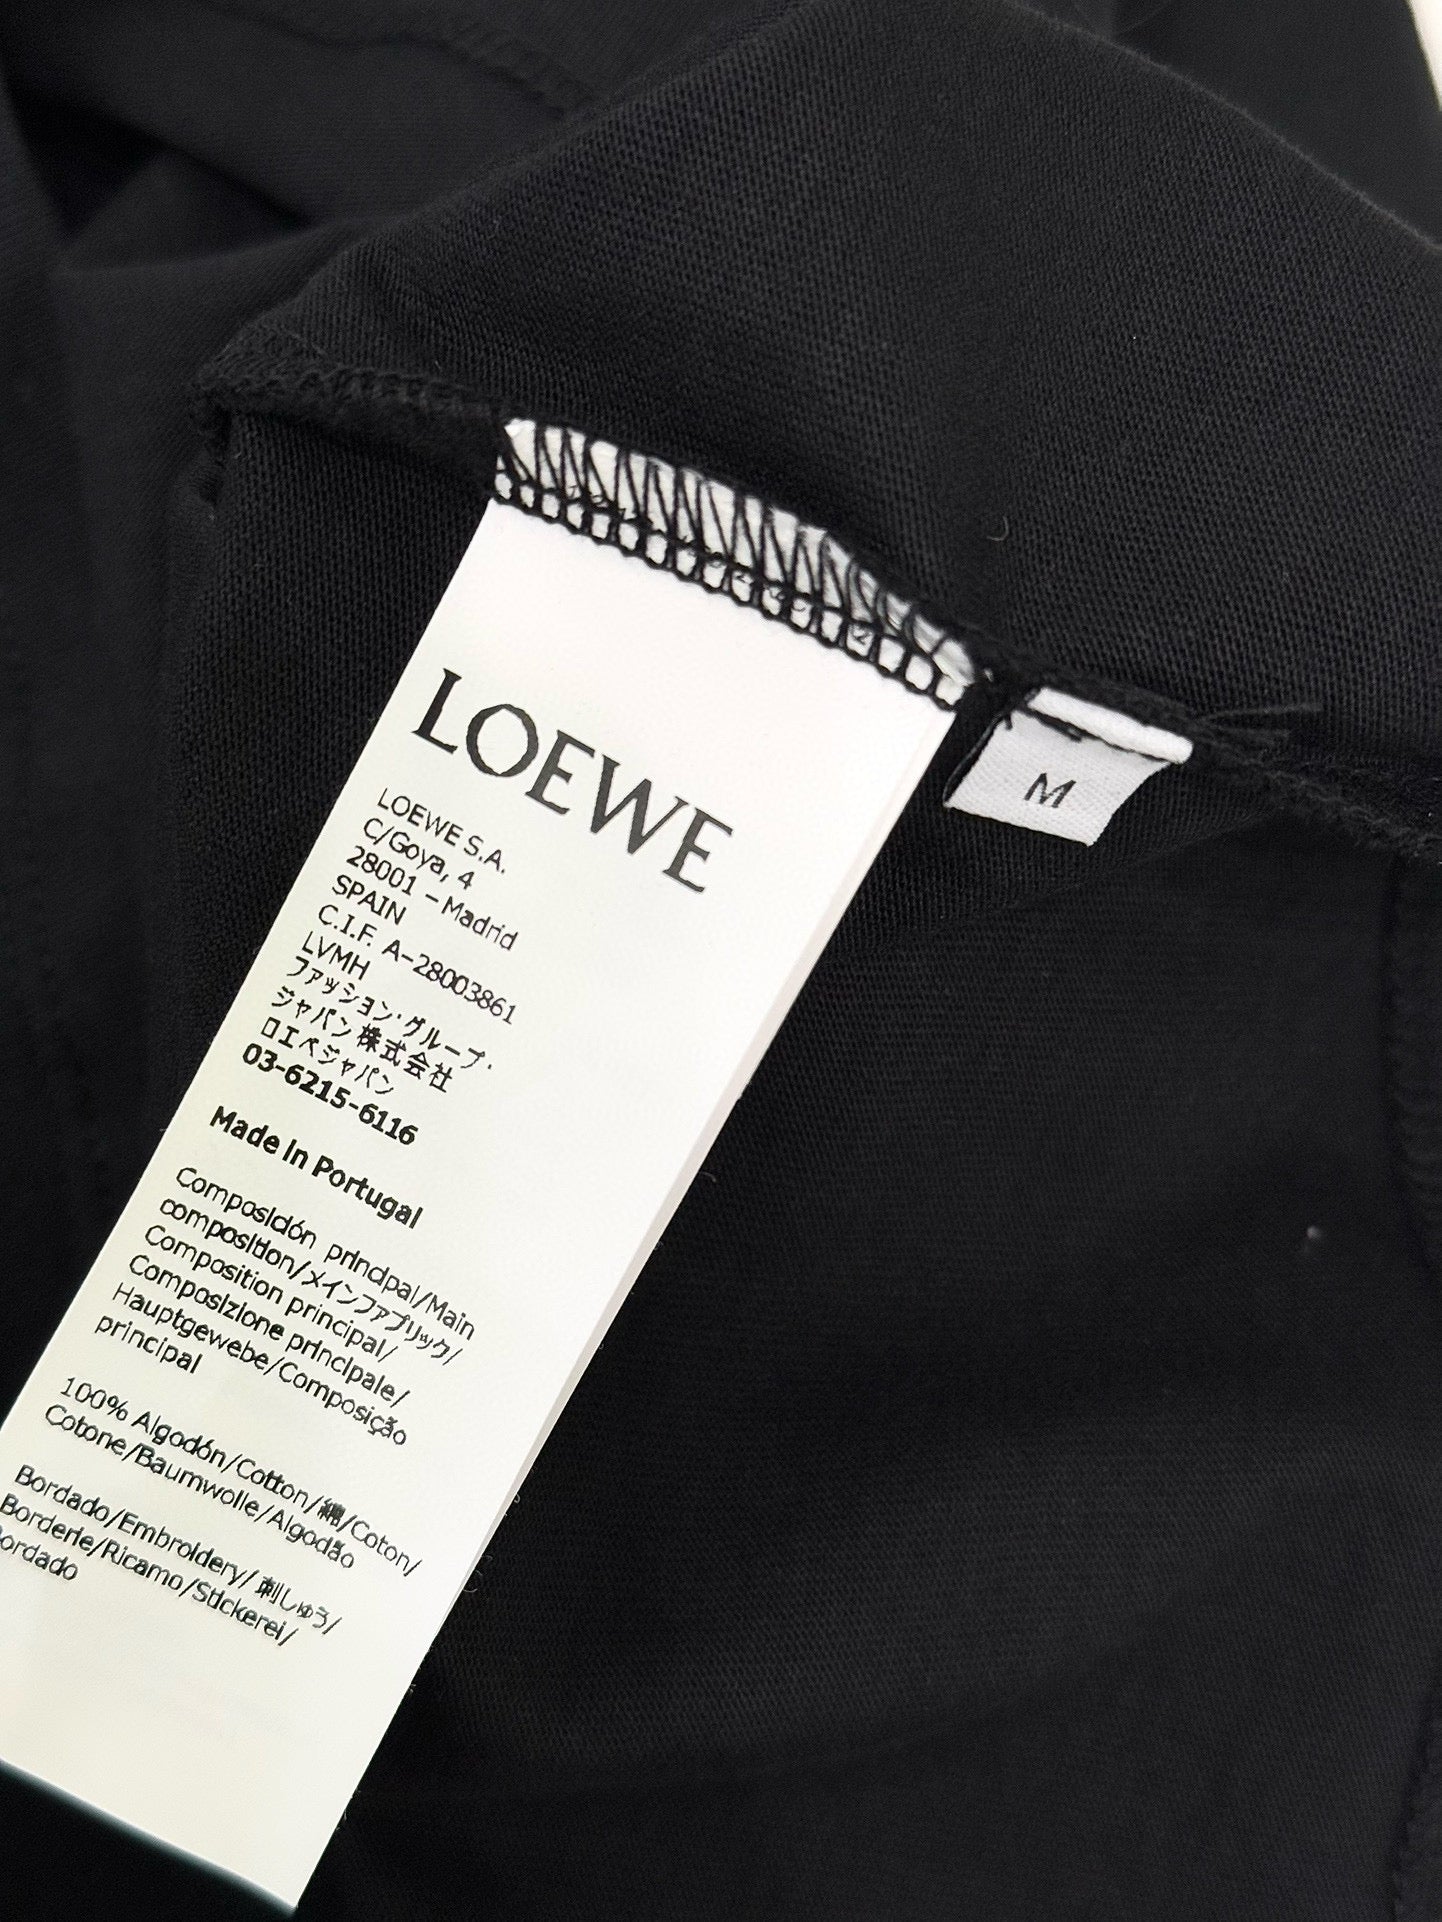 LOEWE
LOEWE S.A.
C/Goya, 4
28001 - Madrid
SPAIN
C.I.F. A-28003861
LVMH
ファッション・グループ・
ジャパン株式会社
ロエベジャパン
03-6215-6116
Made in Portugal
Composición principal/Main
composition/メインファブリック/
Composition principal/
Composizione principale/
Hauptgewebe/Composição
principal
100% Algodón/Cotton/綿/Coton/
Cotone/Baumwolle/Algodão
Bordado/Embroidery/刺しゅう/
Borderie/Ricamo/Stickerei/
ordado
M